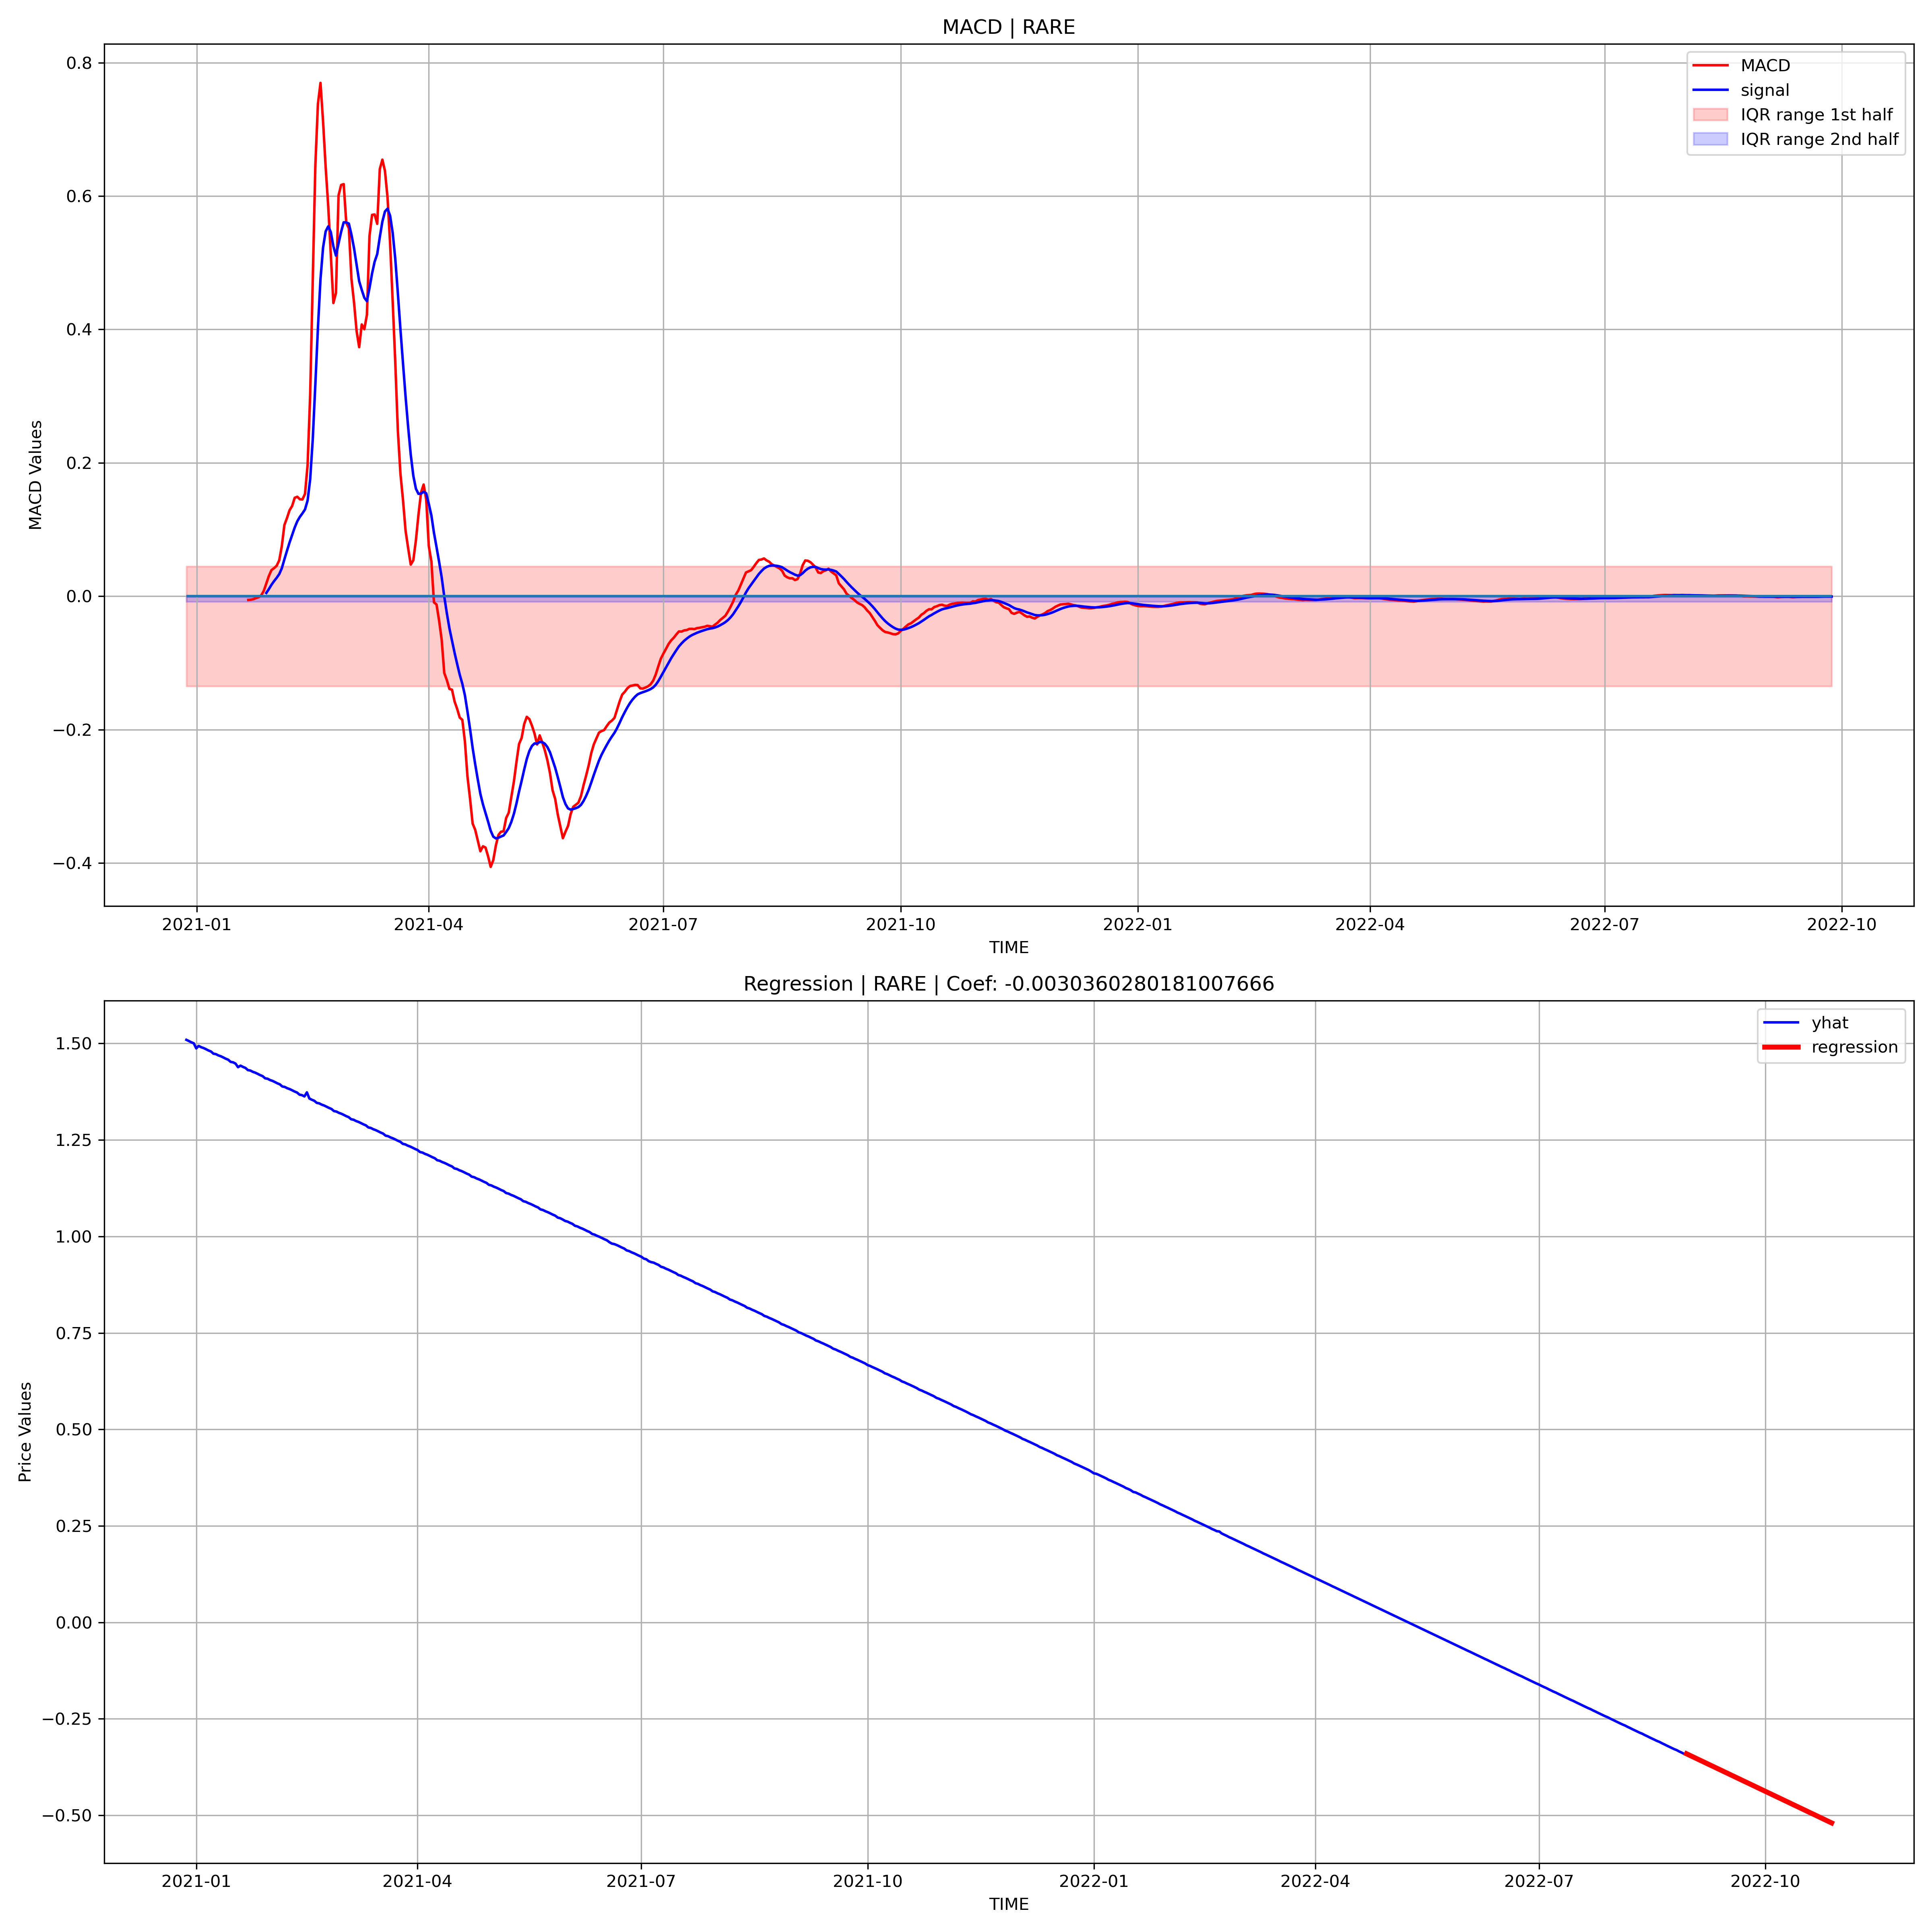 MACD | RARE
MACD
signal
IQR range 1st half
IQR range 2nd half
0.8
0.6
0.4
0.2
0.0
−0.2
−0.4
MACD Values
2021-01 2021-04 2021-07 2021-10 2022-01 2022-04 2022-07 2022-10
TIME
Regression | RARE | Coef: -0.0030360280181007666
yhat
regression
1.50
1.25
1.00
0.75
0.50
0.25
0.00
−0.25
−0.50
Price Values
2021-01 2021-04 2021-07 2021-10 2022-01 2022-04 2022-07 2022-10
TIME